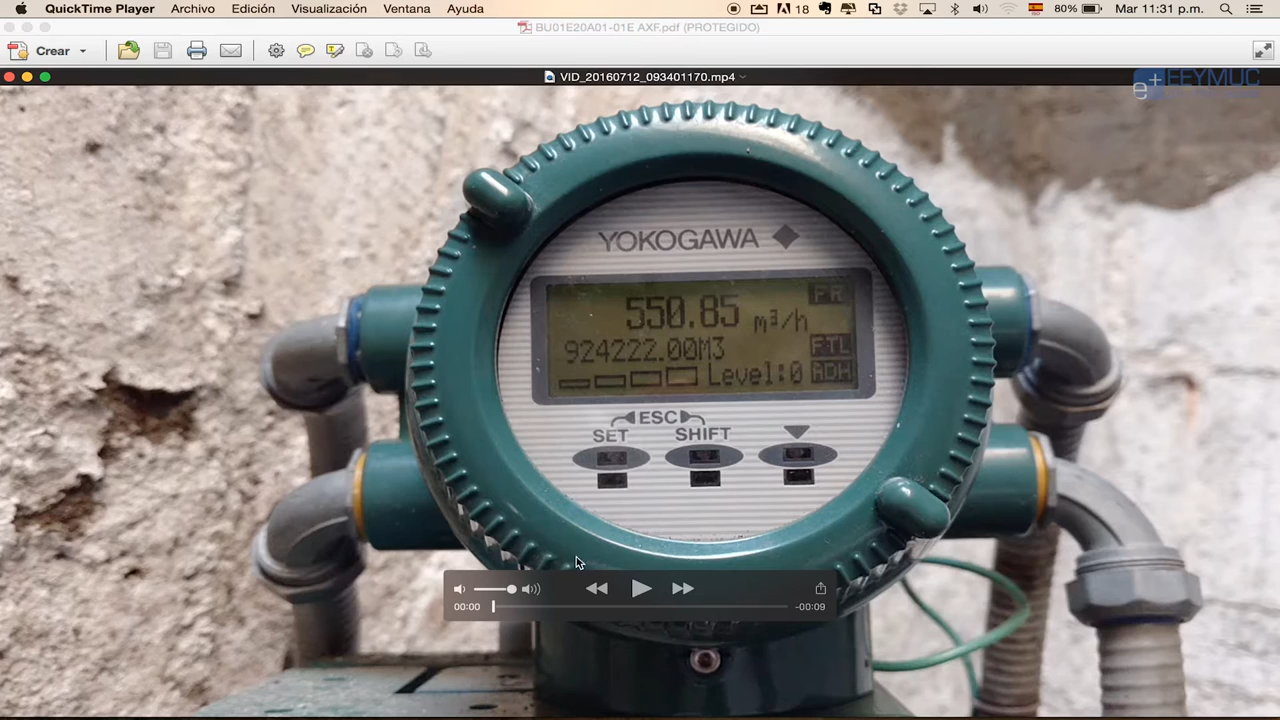 QuickTime Player Archivo Edición Visualización Ventana Ayuda 18 80% Mar 11:31 p.m.
BU01E20A01-01E AXF.pdf (PROTEGIDO)
Crear
VID_20160712_093401170.mp4
e+ EEYMUC
YOKOGAWA
550.85 m³/h FR
924222.00M3 FTL
Level:0 ADH
ESC
SET SHIFT
00:00 -00:09